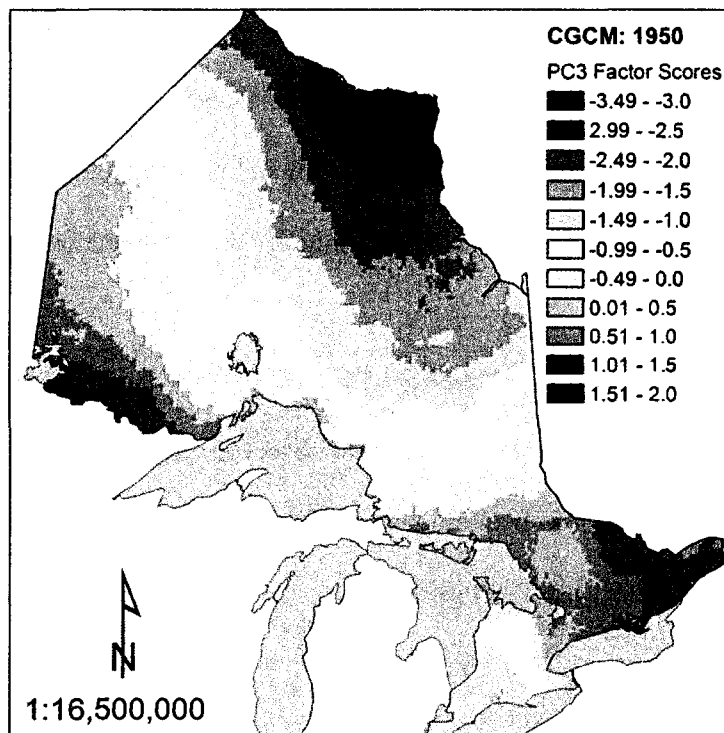 CGCM: 1950
PC3 Factor Scores
-3.49 - -3.0
2.99 - -2.5
-2.49 - -2.0
-1.99 - -1.5
-1.49 - -1.0
-0.99 - -0.5
-0.49 - 0.0
0.01 - 0.5
0.51 - 1.0
1.01 - 1.5
1.51 - 2.0
N
1:16,500,000